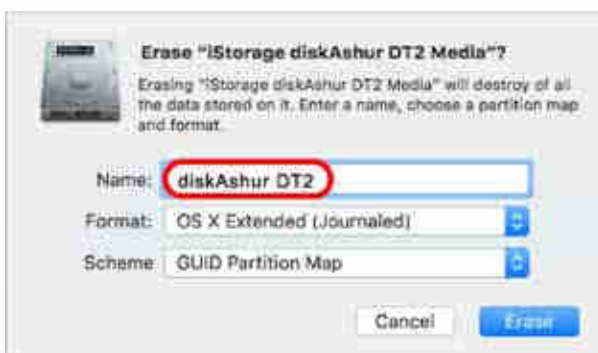 Erase "iStorage diskAshur DT2 Media"?
Erasing "iStorage diskAshur DT2 Media" will destroy of all
the data stored on it. Enter a name, choose a partition map
and format.
Name: diskAshur DT2
Format: OS X Extended (Journaled)
Scheme GUID Partition Map
Cancel Erase